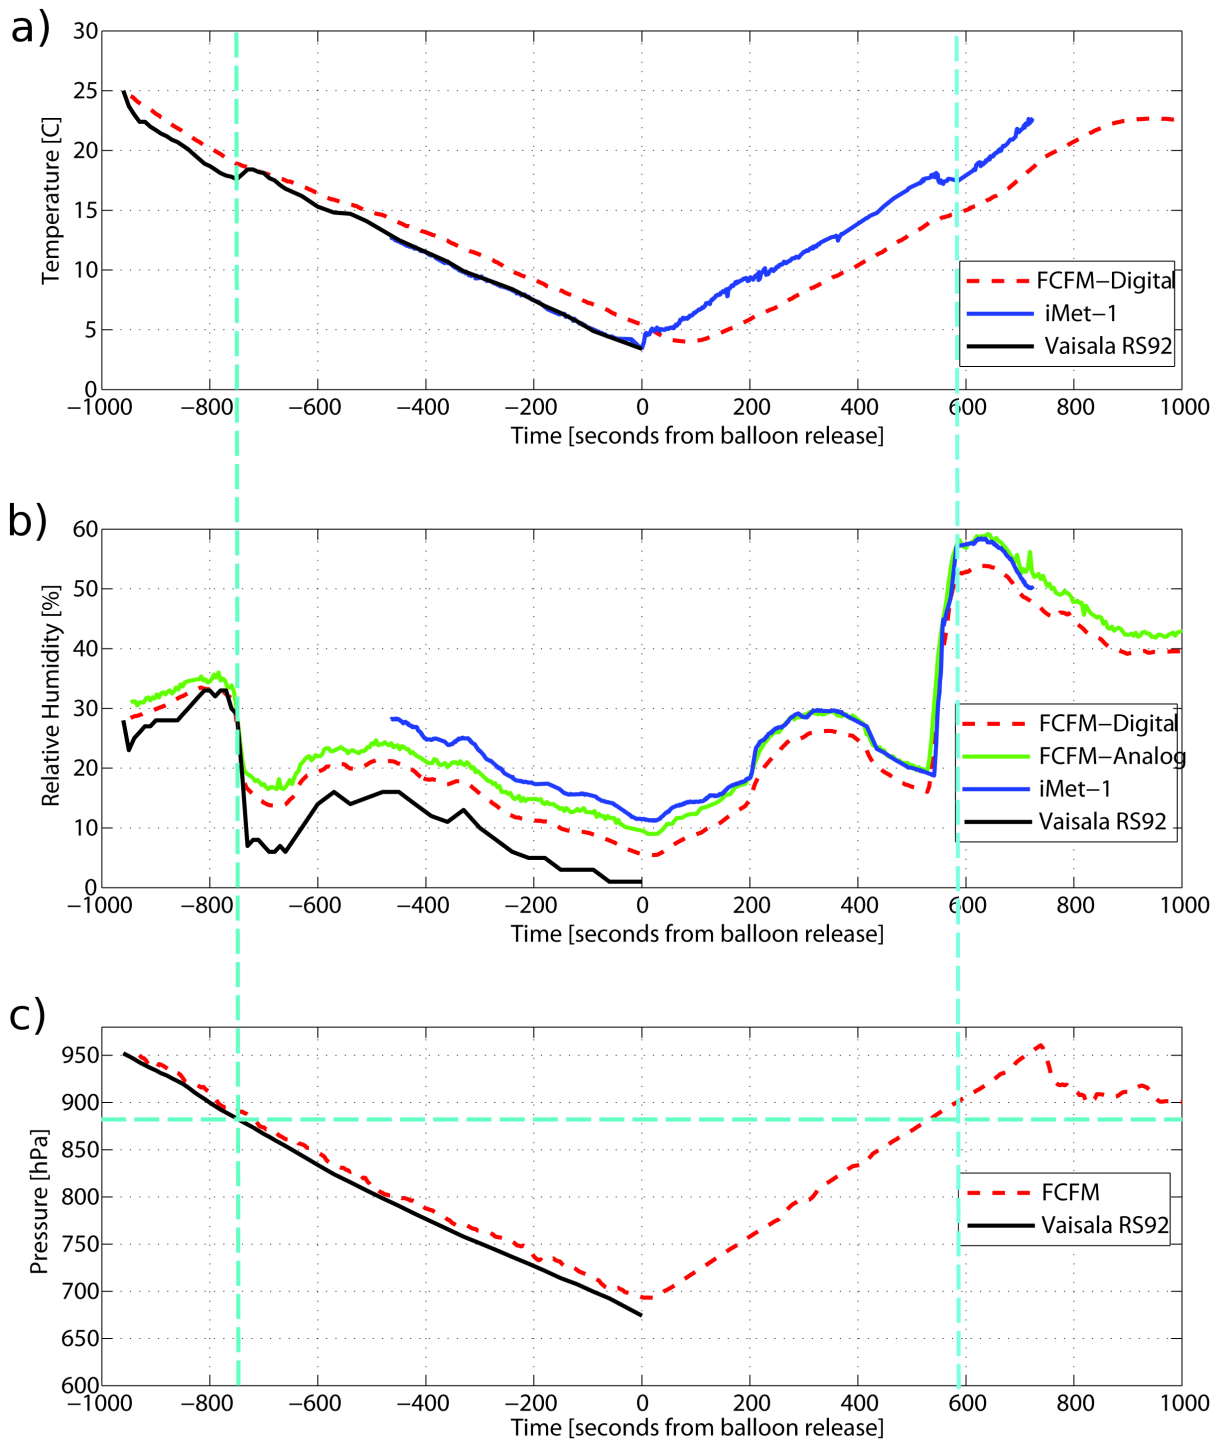 a)
30
25
20
15
10
5
0
Temperature [C]
FCFM−Digital
iMet−1
Vaisala RS92
−1000 −800 −600 −400 −200 0 200 400 600 800 1000
Time [seconds from balloon release]
b)
60
50
40
30
20
10
0
Relative Humidity [%]
FCFM−Digital
FCFM−Analog
iMet−1
Vaisala RS92
−1000 −800 −600 −400 −200 0 200 400 600 800 1000
Time [seconds from balloon release]
c)
950
900
850
800
750
700
650
600
Pressure [hPa]
FCFM
Vaisala RS92
−1000 −800 −600 −400 −200 0 200 400 600 800 1000
Time [seconds from balloon release]